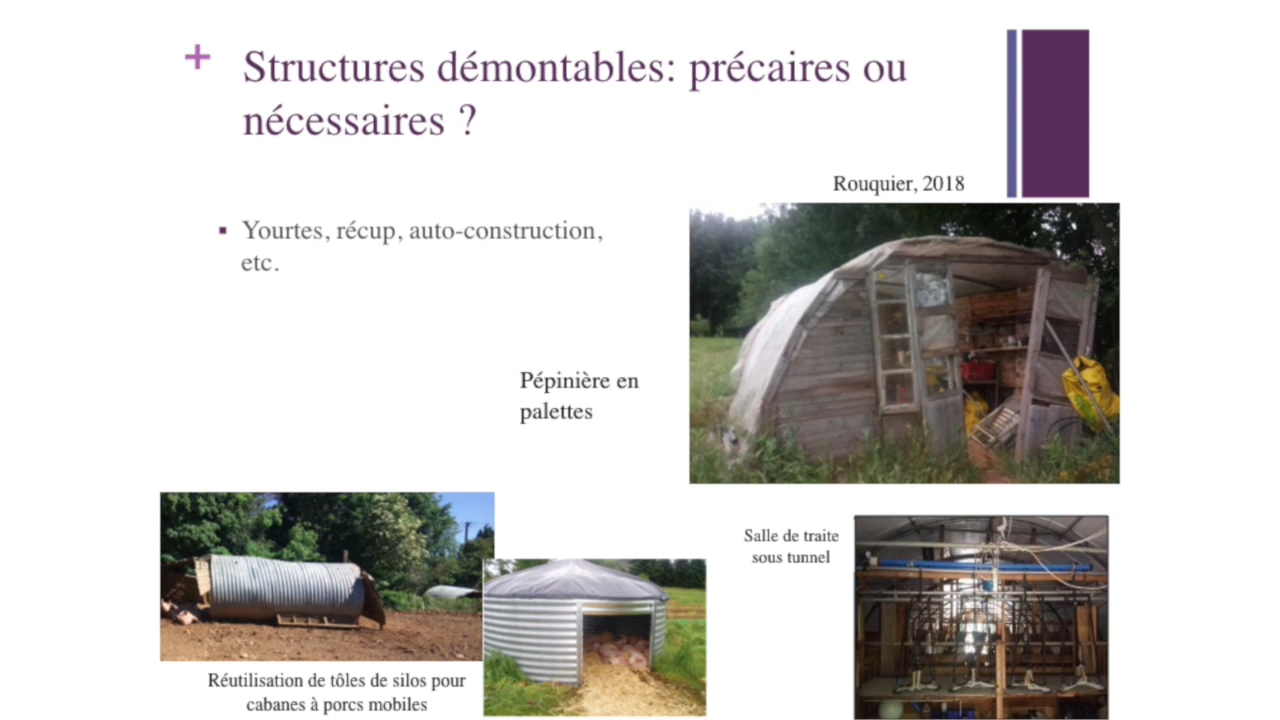 + Structures démontables: précaires ou
nécessaires ?
Rouquier, 2018
▪ Yourtes, récup, auto-construction,
etc.
Pépinière en
palettes
Salle de traite
sous tunnel
Réutilisation de tôles de silos pour
cabanes à porcs mobiles